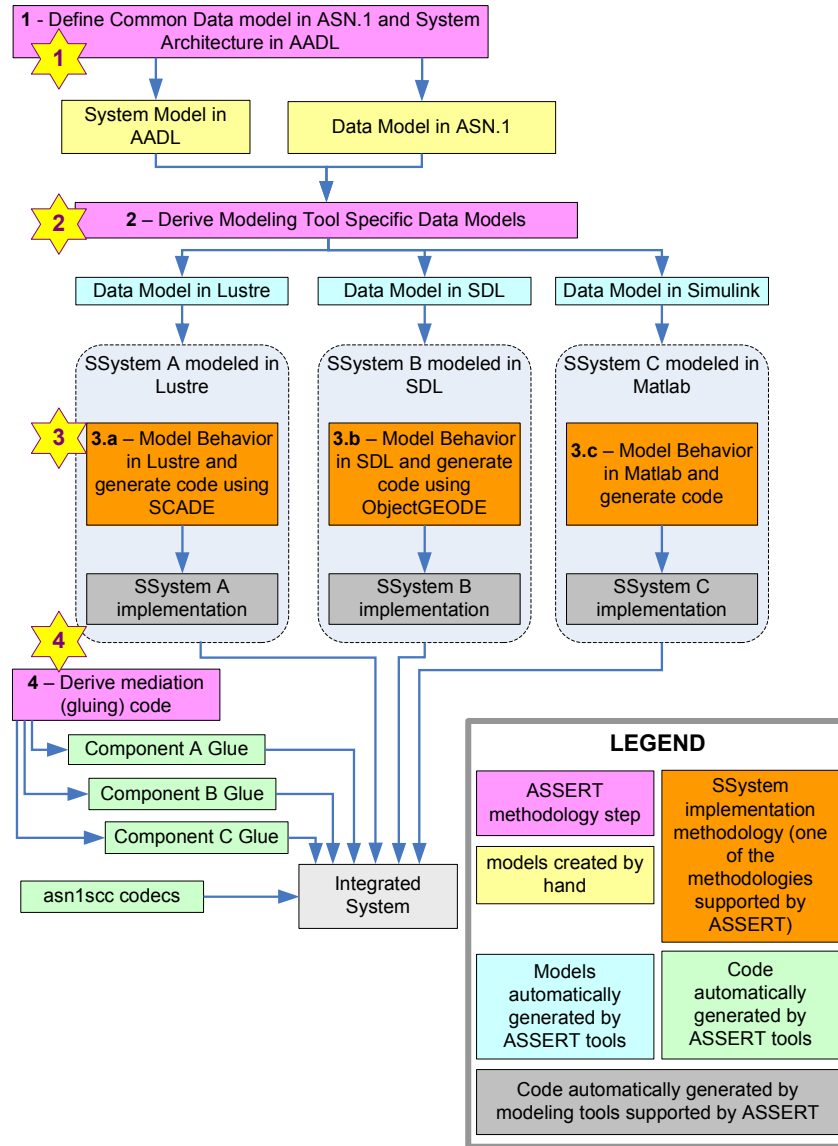 1 - Define Common Data model in ASN.1 and System
Architecture in AADL
1
System Model in
AADL
Data Model in ASN.1
2 – Derive Modeling Tool Specific Data Models
2
Data Model in Lustre
Data Model in SDL
Data Model in Simulink
SSystem A modeled in
Lustre
SSystem B modeled in
SDL
SSystem C modeled in
Matlab
3
3.a – Model Behavior
in Lustre and
generate code using
SCADE
3.b – Model Behavior
in SDL and generate
code using
ObjectGEODE
3.c – Model Behavior
in Matlab and
generate code
SSystem A
implementation
SSystem B
implementation
SSystem C
implementation
4
4 – Derive mediation
(gluing) code
Component A Glue
Component B Glue
Component C Glue
asn1scc codecs
Integrated
System
LEGEND
ASSERT
methodology step
SSystem
implementation
methodology (one
of the
methodologies
supported by
ASSERT)
models created by
hand
Models
automatically
generated by
ASSERT tools
Code
automatically
generated by
ASSERT tools
Code automatically generated by
modeling tools supported by ASSERT